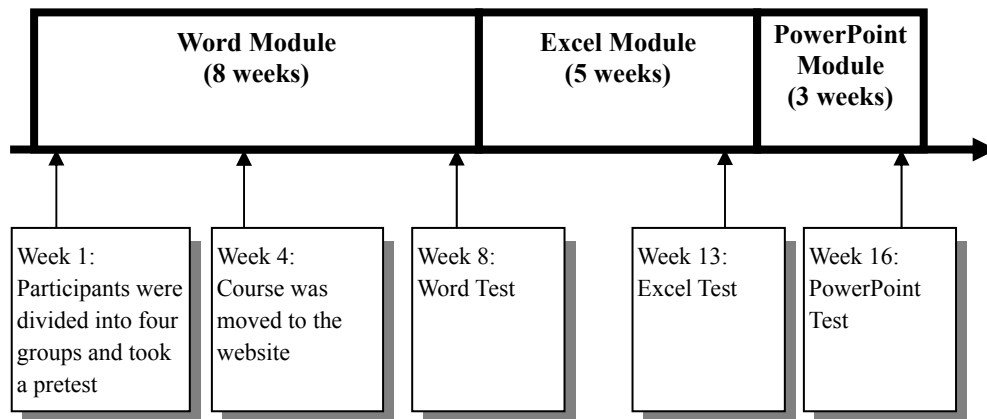 Word Module
(8 weeks)
Excel Module
(5 weeks)
PowerPoint
Module
(3 weeks)
Week 1:
Participants were
divided into four
groups and took
a pretest
Week 4:
Course was
moved to the
website
Week 8:
Word Test
Week 13:
Excel Test
Week 16:
PowerPoint
Test